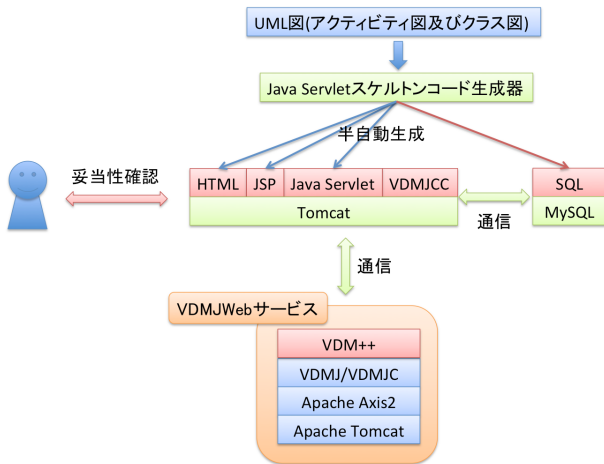 UML図(アクティビティ図及びクラス図)
Java Servletスケルトンコード生成器
半自動生成
妥当性確認
HTML
JSP
Java Servlet
VDMJCC
Tomcat
通信
SQL
MySQL
通信
VDMJWebサービス
VDM++
VDMJ/VDMJC
Apache Axis2
Apache Tomcat